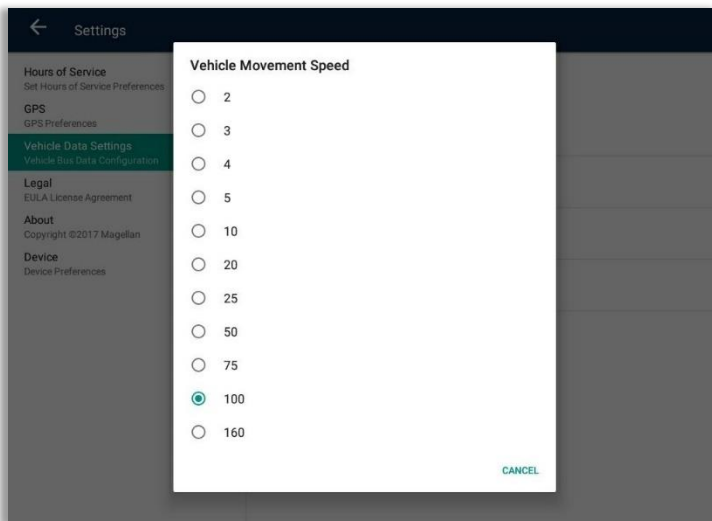 Settings
Hours of Service
Set Hours of Service Preferences
GPS
GPS Preferences
Vehicle Data Settings
Vehicle Bus Data Configuration
Legal
EULA License Agreement
About
Copyright ©2017 Magellan
Device
Device Preferences
Vehicle Movement Speed
2
3
4
5
10
20
25
50
75
100
160
CANCEL